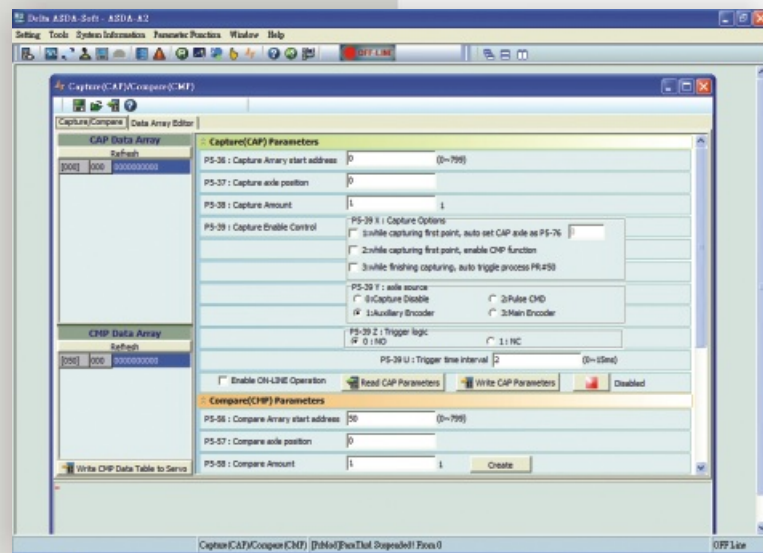 Delta ASDA-Soft - ASDA-A2
Setting Tools System Information Parameter Function Window Help
OFF-LINE
Capture(CAP)/Compare(CMP)
Capture/Compare Data Array Editor
CAP Data Array
Refresh
[000] 000 0000000000
Capture(CAP) Parameters
P5-36 : Capture Arrary start address 0 (0~799)
P5-37 : Capture axle position 0
P5-38 : Capture Amount 1 1
P5-39 : Capture Enable Control
P5-39 X : Capture Options
1:while capturing first point, auto set CAP axle as P5-76
2:while capturing first point, enable CMP function
3:while finishing capturing, auto triggle process PR#50
P5-39 Y : axle source
0:Capture Disable 2:Pulse CMD
1:Auxiliary Encoder 3:Main Encoder
P5-39 Z : Trigger logic
0 : NO 1 : NC
P5-39 U : Trigger time interval 2 (0~15ms)
Enable ON-LINE Operation Read CAP Parameters Write CAP Parameters Disabled
CMP Data Array
Refresh
[050] 000 0000000000
Write CMP Data Table to Servo
Compare(CMP) Parameters
P5-56 : Compare Arrary start address 50 (0~799)
P5-57 : Compare axle position 0
P5-58 : Compare Amount 1 1 Create
Capture(CAP)/Compare(CMP) From 0 OFF Line